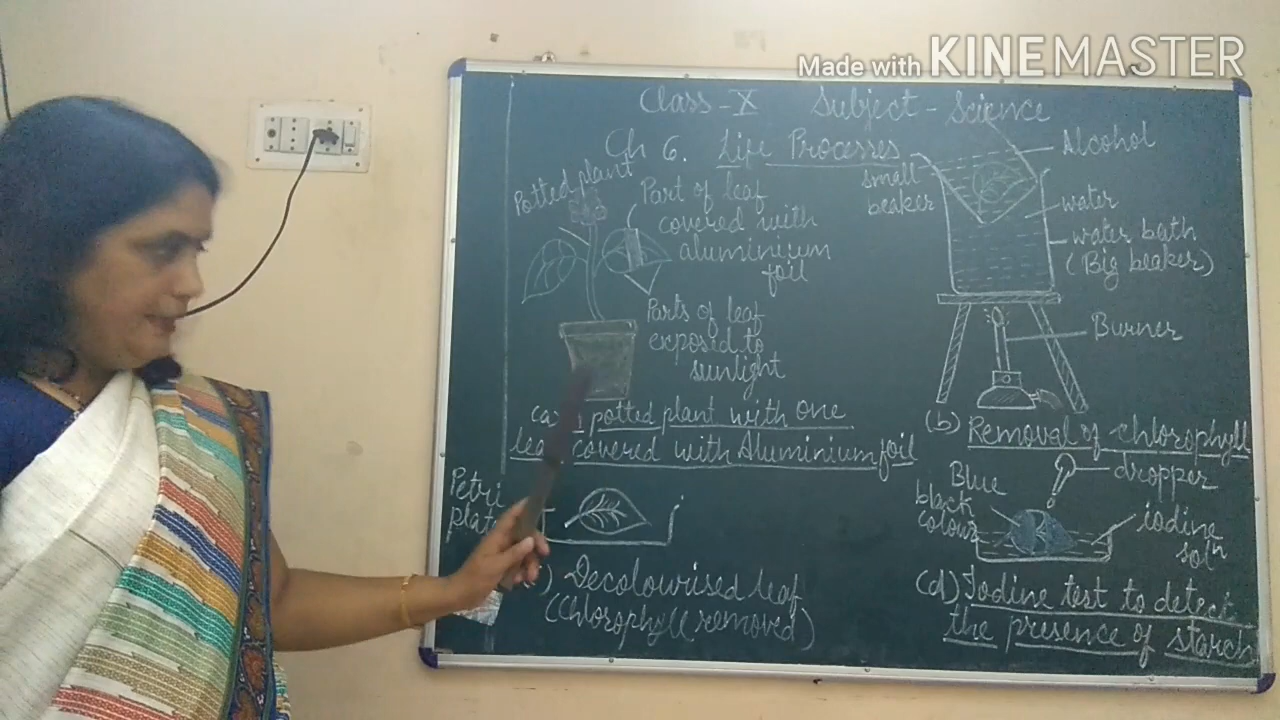 Made with KINEMASTER
Class-X Subject-Science
Ch 6. Life Processes
Potted plant
Part of leaf
covered with
aluminium
foil
Parts of leaf
exposed to
sunlight
potted plant with one
covered with Aluminium foil
small
beaker
Alcohol
water
water bath
(Big beaker)
Burner
(b) Removal of chlorophyll
Petri
Decolourised leaf
(Chlorophyll removed)
Blue
black
colour
dropper
iodine
solⁿ
(d) Iodine test to detect
the presence of starch